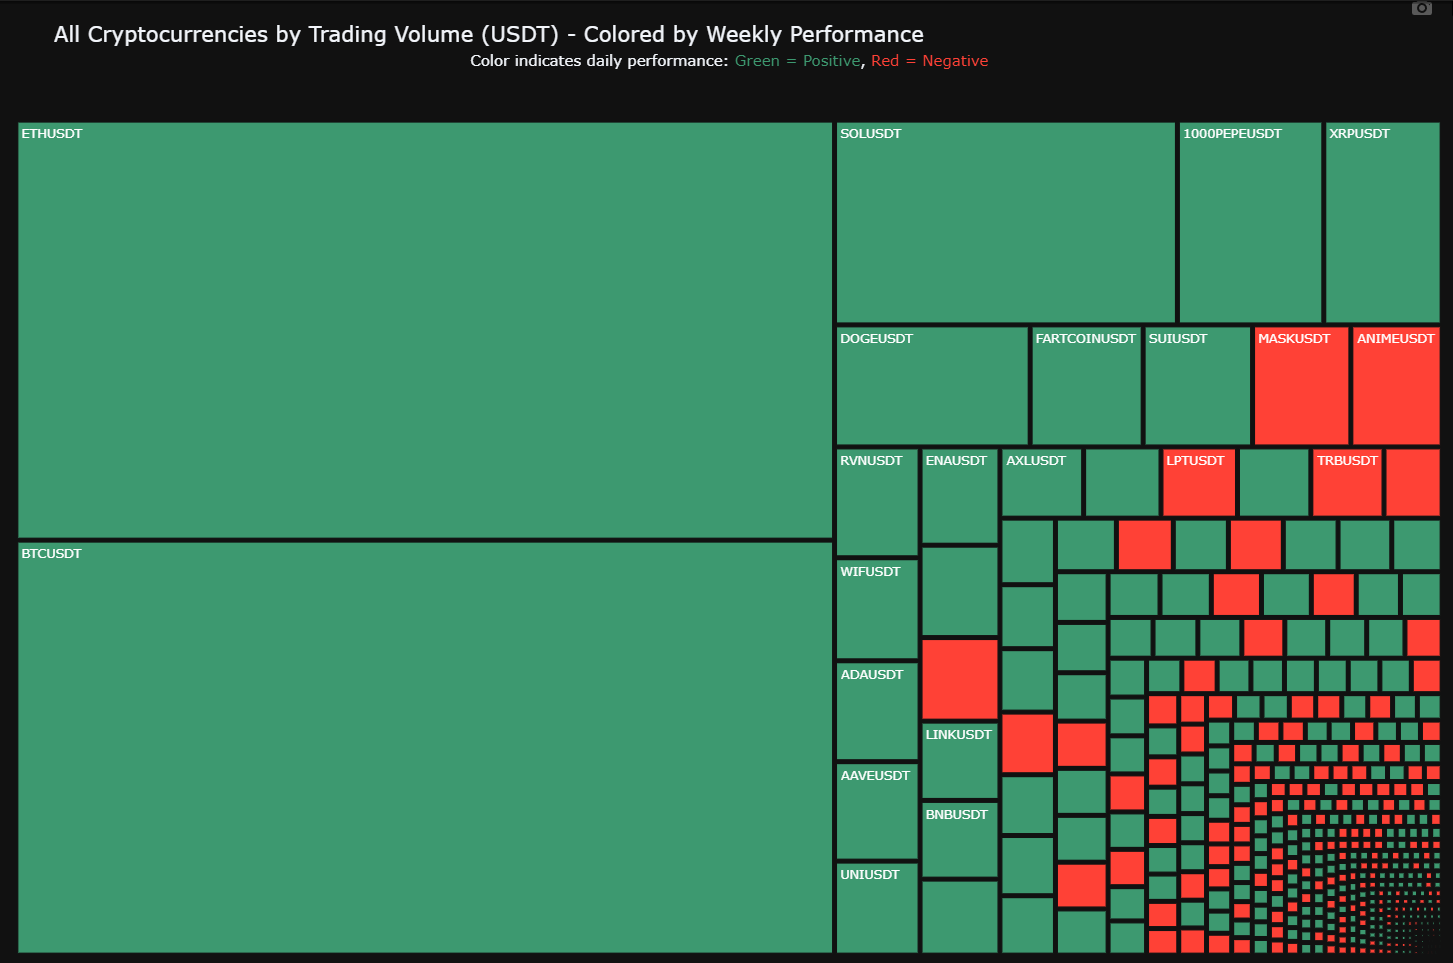 All Cryptocurrencies by Trading Volume (USDT) - Colored by Weekly Performance
Color indicates daily performance: Green = Positive, Red = Negative
ETHUSDT
SOLUSDT
1000PEPEUSDT
XRPUSDT
DOGEUSDT
FARTCOINUSDT
SUIUSDT
MASKUSDT
ANIMEUSDT
RVNUSDT
ENAUSDT
AXLUSDT
LPTUSDT
TRBUSDT
BTCUSDT
WIFUSDT
ADAUSDT
LINKUSDT
AAVEUSDT
BNBUSDT
UNIUSDT